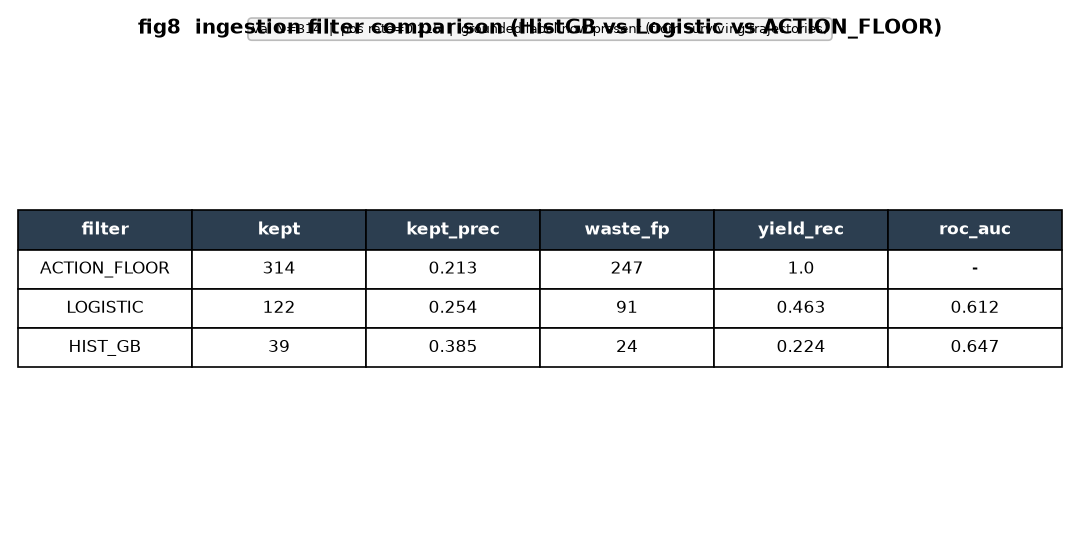 fig8 ingestion filter comparison (HistGB vs Logistic vs ACTION_FLOOR)
filter kept kept_prec waste_fp yield_rec roc_auc
ACTION_FLOOR 314 0.213 247 1.0 -
LOGISTIC 122 0.254 91 0.463 0.612
HIST_GB 39 0.385 24 0.224 0.647